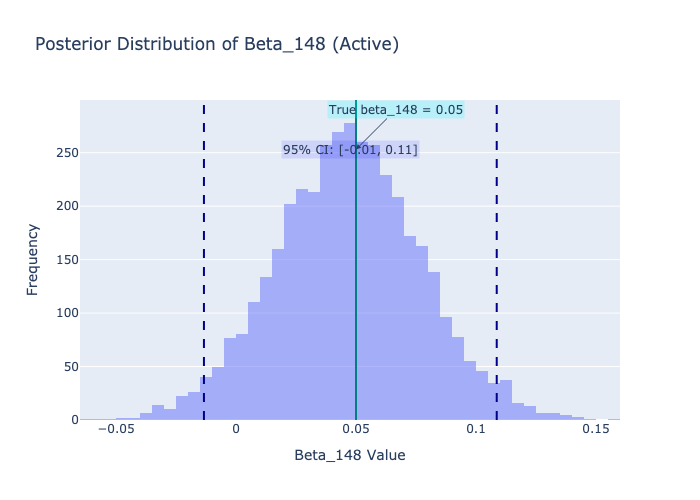 Posterior Distribution of Beta_148 (Active)
True beta_148 = 0.05
95% CI: [-0.01, 0.11]
250
200
150
100
50
0
Frequency
−0.05
0
0.05
0.1
0.15
Beta_148 Value